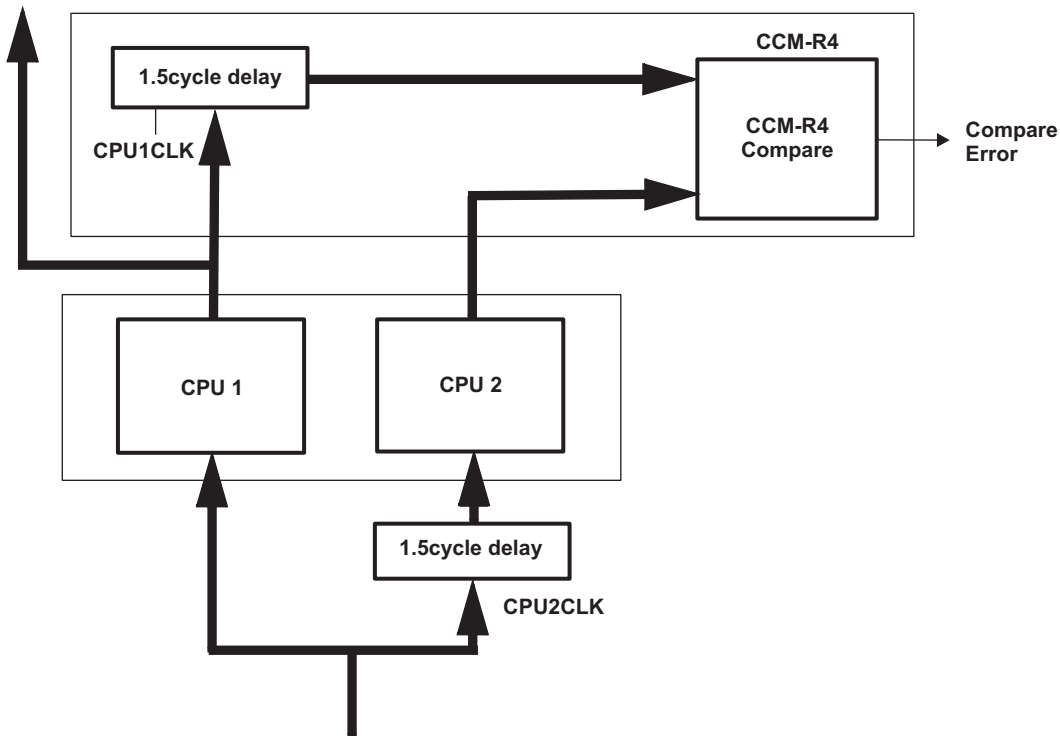 CCM-R4
1.5cycle delay
CPU1CLK
CCM-R4
Compare
Compare
Error
CPU 1
CPU 2
1.5cycle delay
CPU2CLK